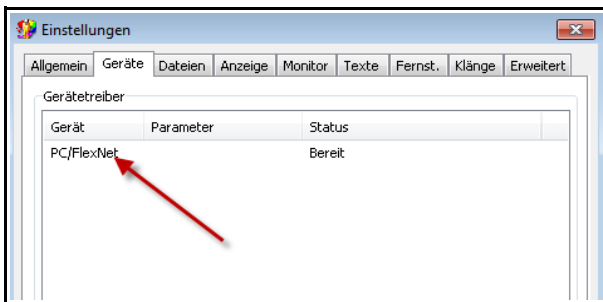 Einstellungen
Allgemein Geräte Dateien Anzeige Monitor Texte Fernst. Klänge Erweitert
Gerätetreiber
Gerät Parameter Status
PC/FlexNet Bereit